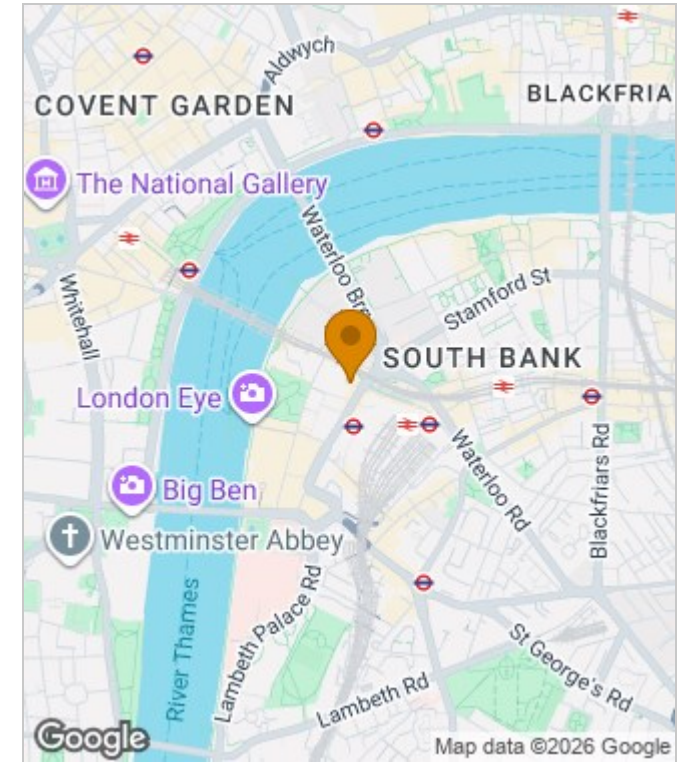 Aldwych
COVENT GARDEN
BLACKFRIA
The National Gallery
Waterloo Bre
Whitehall
Stamford St
SOUTH BANK
London Eye
Waterloo Rd
Blackfriars Rd
Big Ben
Westminster Abbey
River Thames
Lambeth Palace Rd
St George's Rd
Lambeth Rd
Google
Map data ©2026 Google